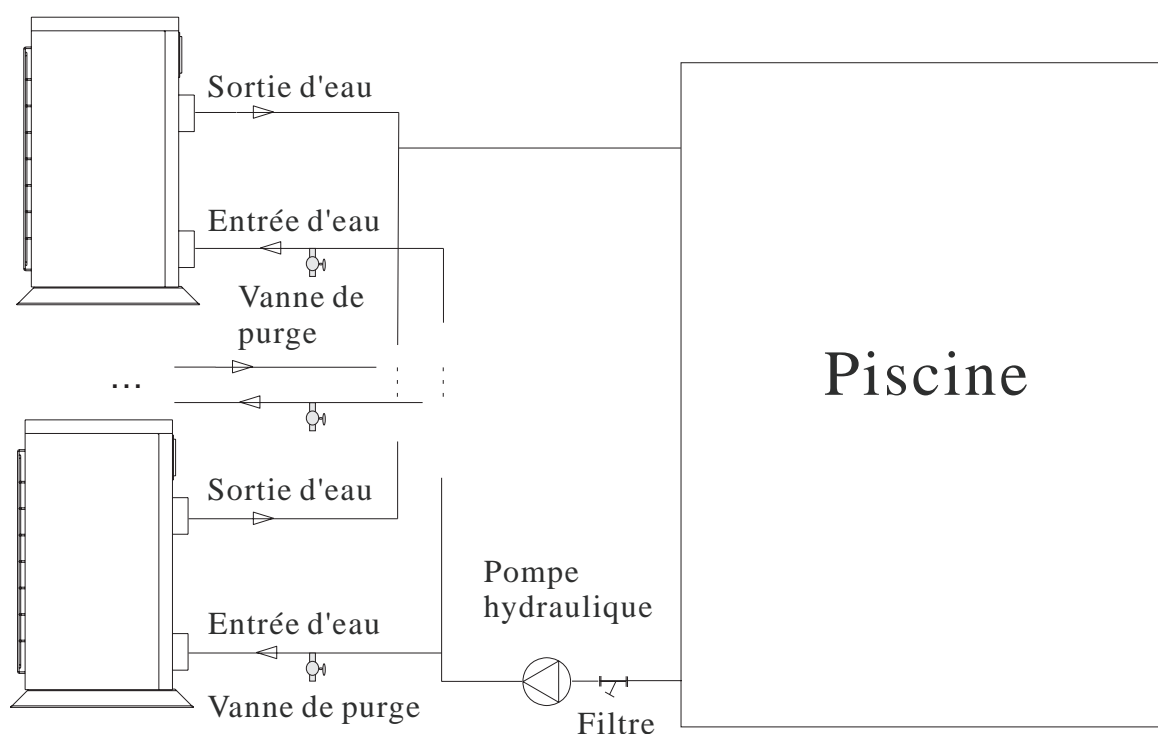 Sortie d'eau
Entrée d'eau
Vanne de
purge
Piscine
...
Sortie d'eau
Pompe
hydraulique
Entrée d'eau
Vanne de purge
Filtre